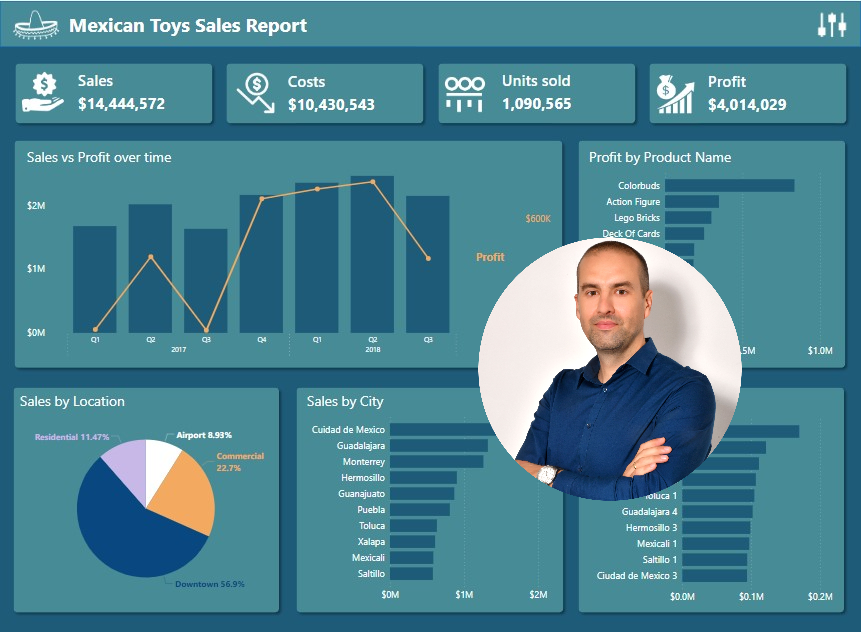 Mexican Toys Sales Report
Sales
$14,444,572
Costs
$10,430,543
Units sold
1,090,565
Profit
$4,014,029
Sales vs Profit over time
$2M
$1M
$0M
$600K
Profit
Q1
Q2
Q3
Q4
Q1
Q2
Q3
2017
2018
Profit by Product Name
Colorbuds
Action Figure
Lego Bricks
Deck Of Cards
.5M
$1.0M
Sales by Location
Residential 11.47%
Airport 8.93%
Commercial
22.7%
Downtown 56.9%
Sales by City
Cuidad de Mexico
Guadalajara
Monterrey
Hermosillo
Guanajuato
Puebla
Toluca
Xalapa
Mexicali
Saltillo
$0M
$1M
$2M
Toluca 1
Guadalajara 4
Hermosillo 3
Mexicali 1
Saltillo 1
Ciudad de Mexico 3
$0.0M
$0.1M
$0.2M